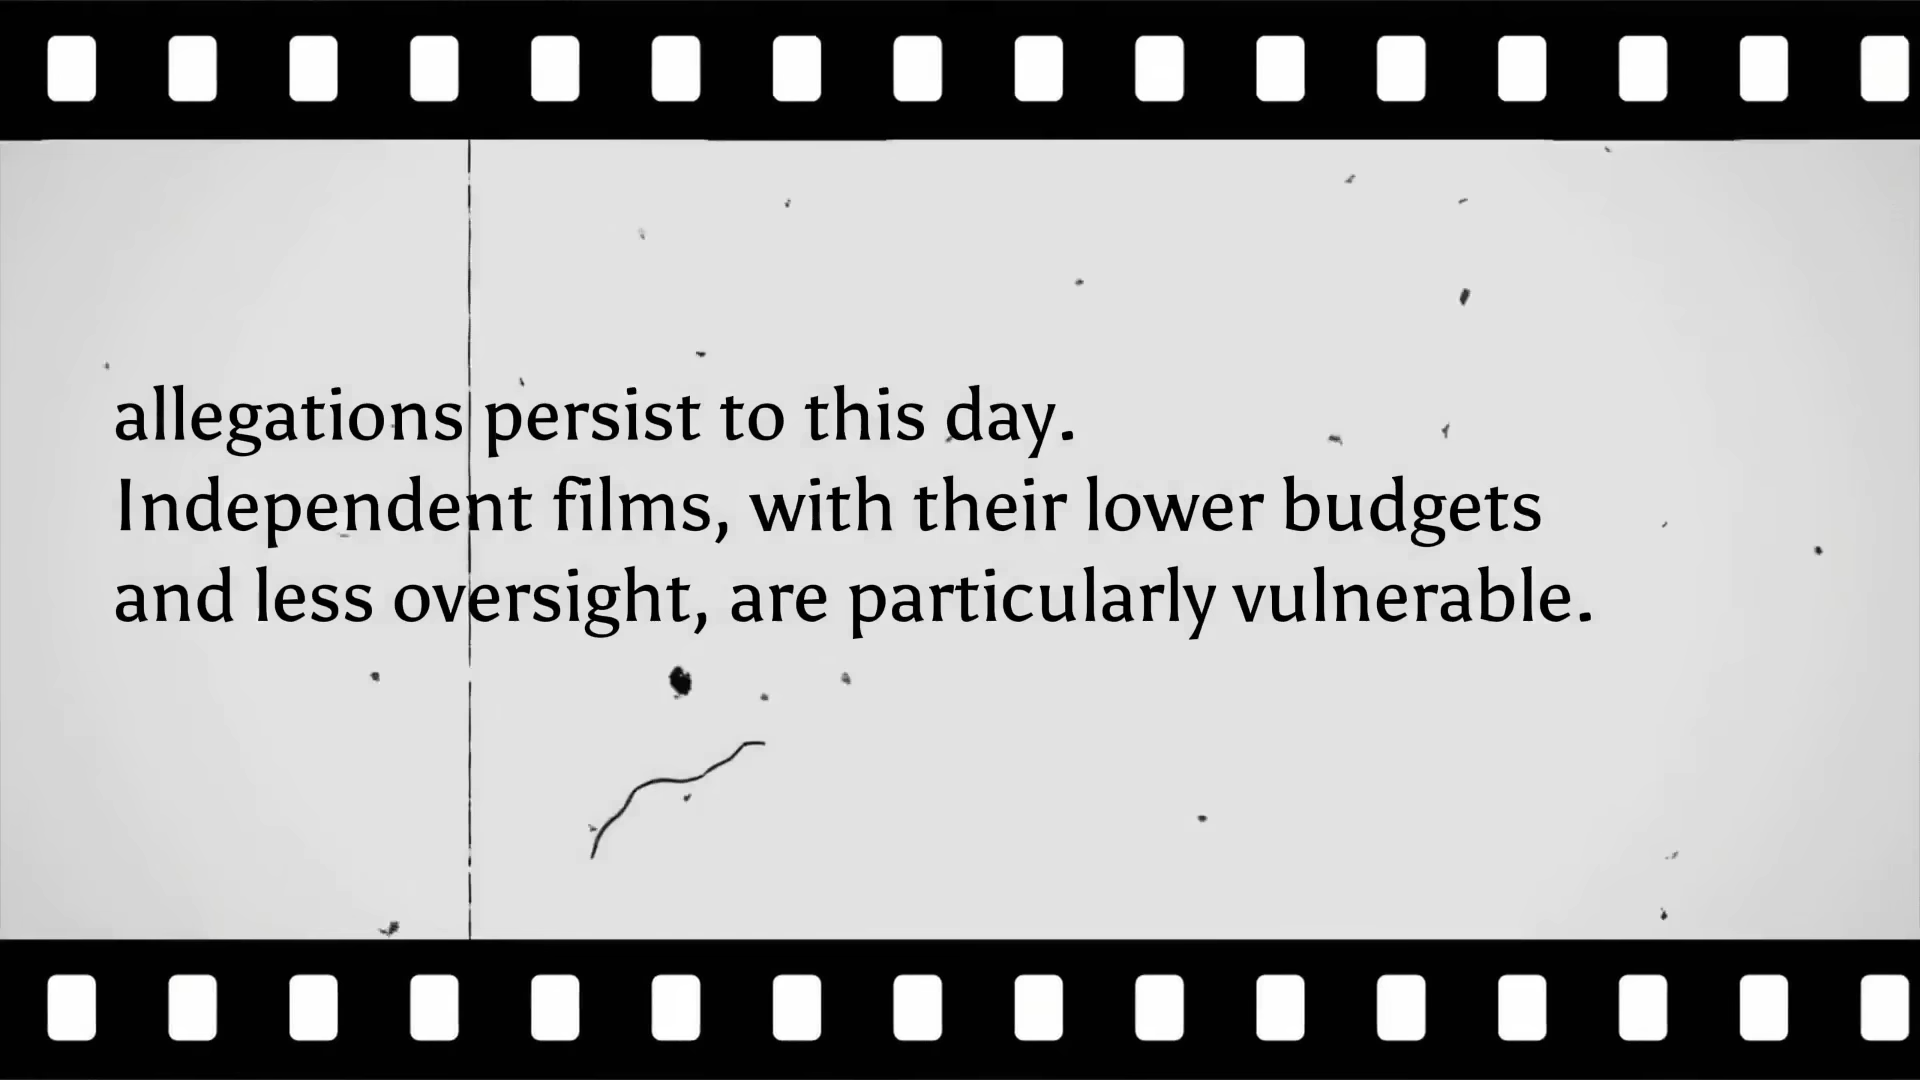 allegations persist to this day.
Independent films, with their lower budgets
and less oversight, are particularly vulnerable.